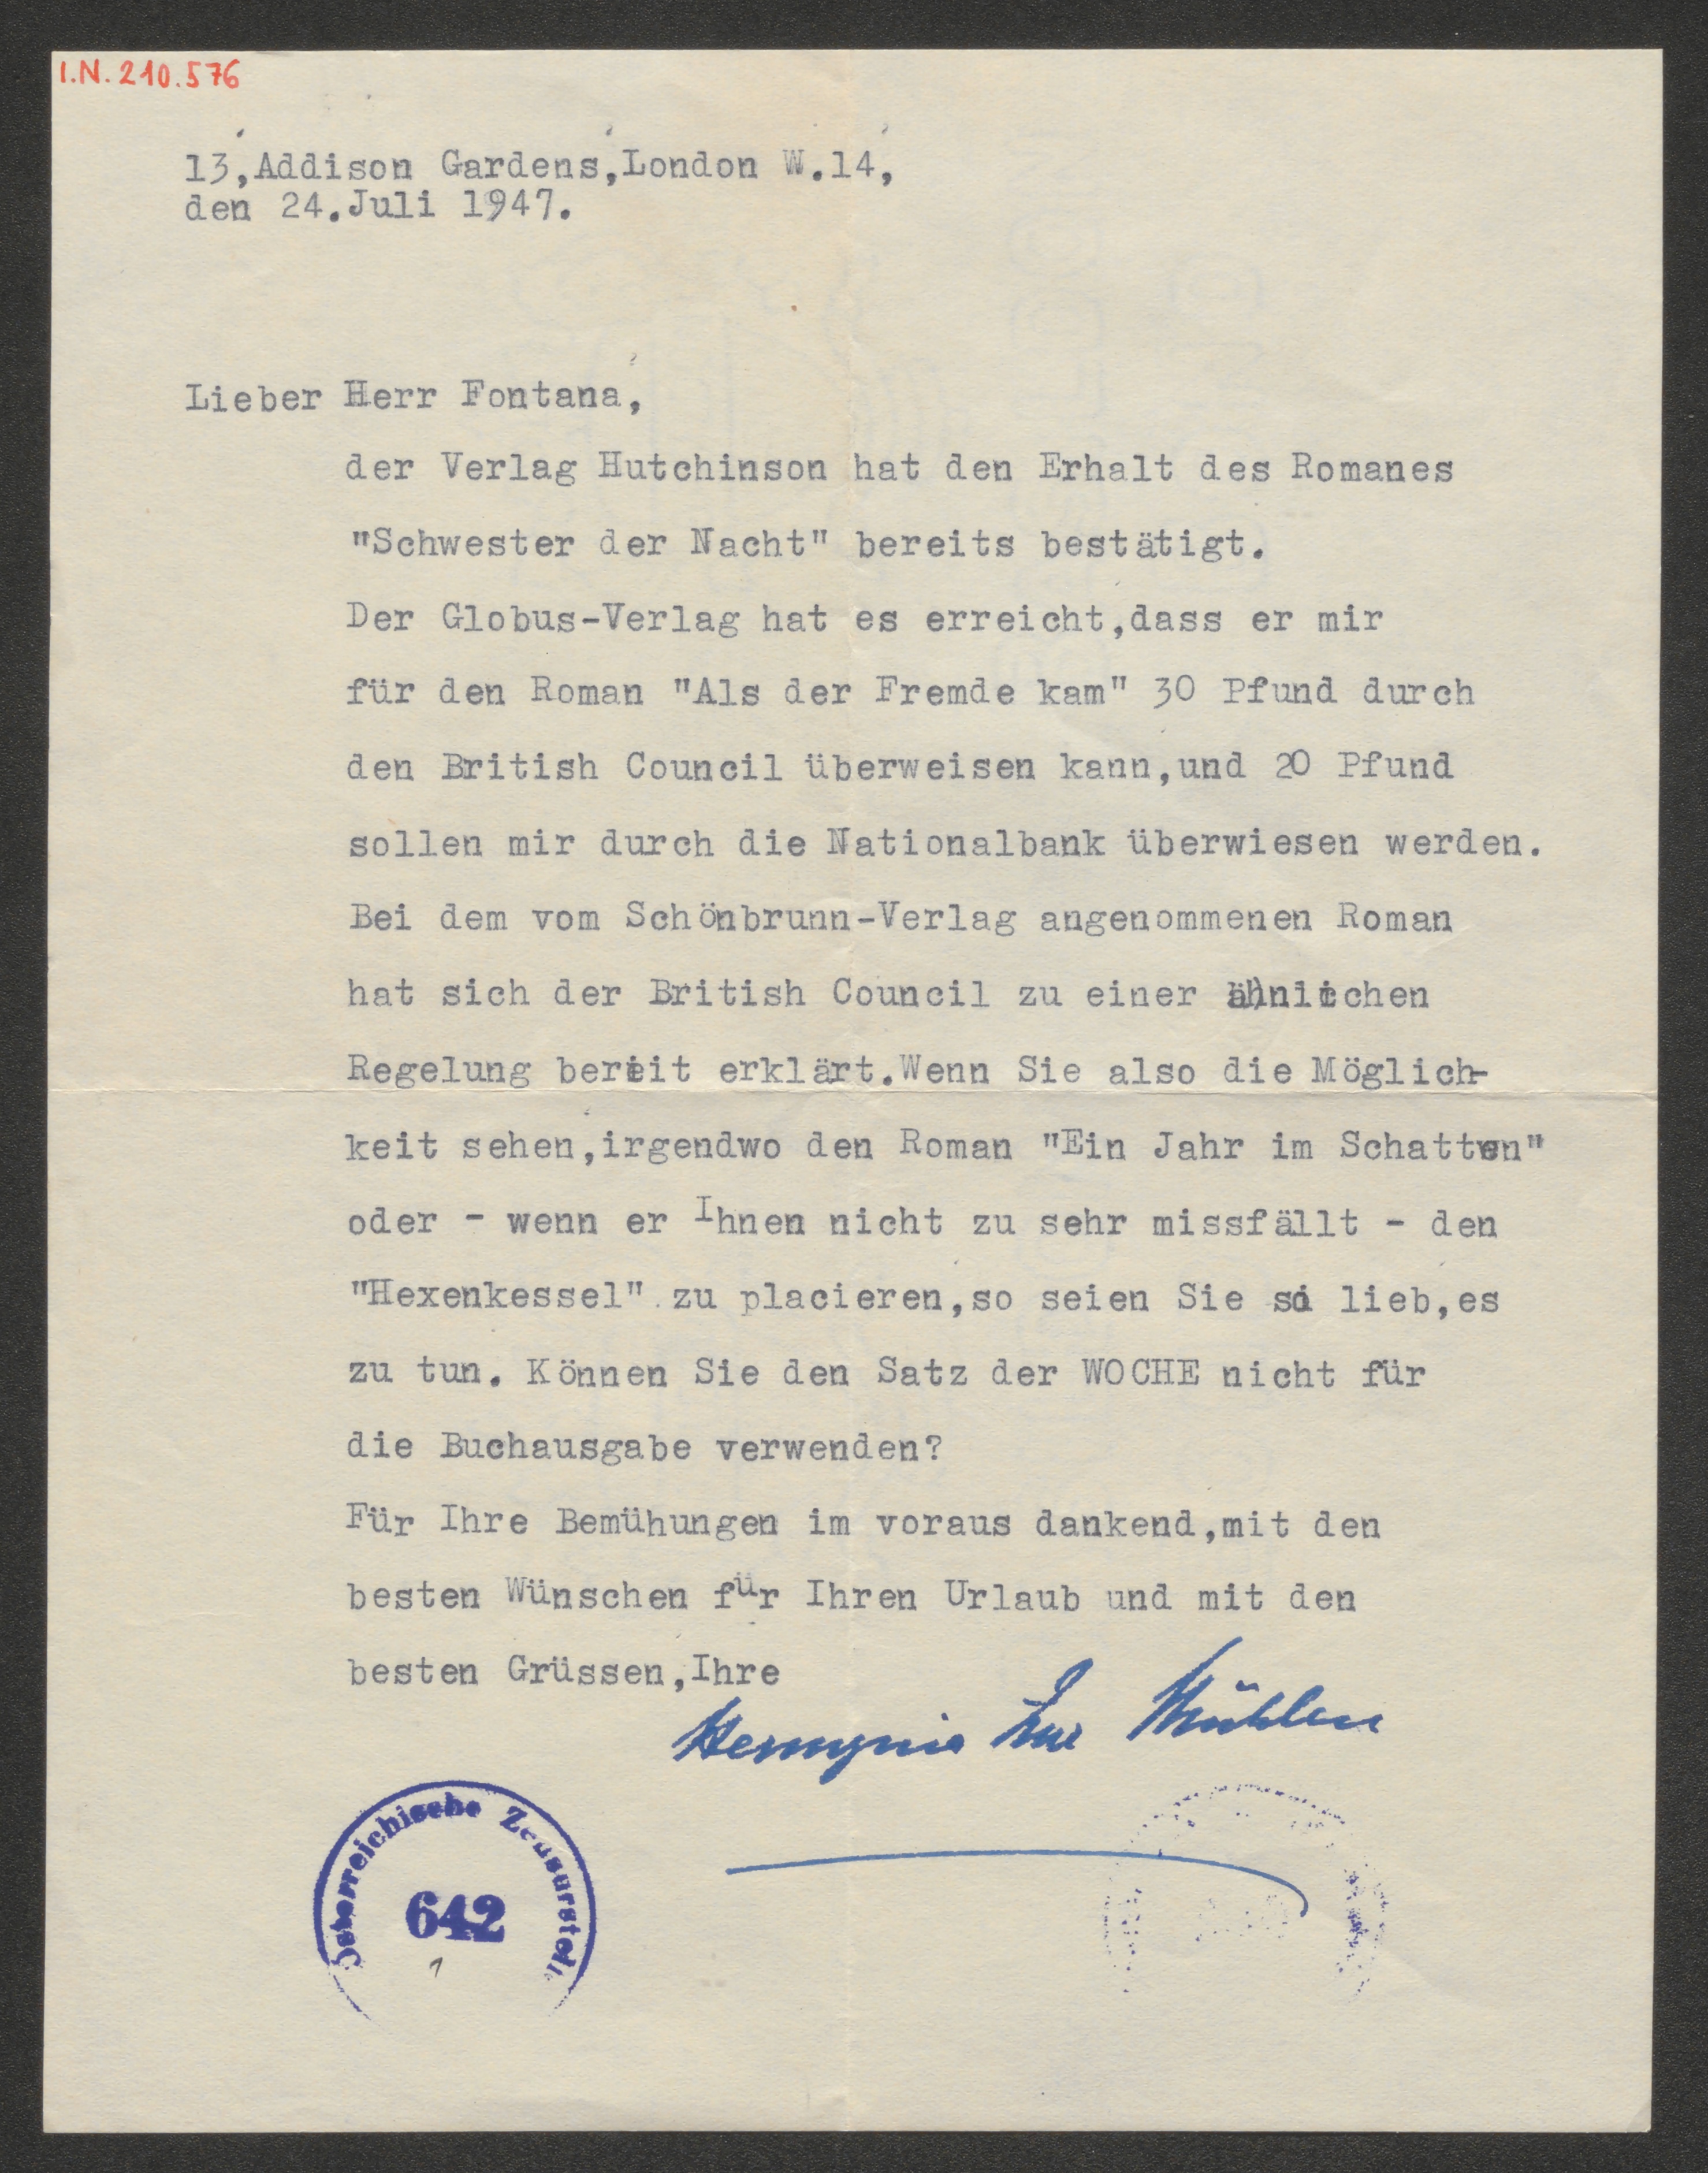 I.N. 210.576
13,Addison Gardens,London W.14,
den 24.Juli 1947.
Lieber Herr Fontana,
der Verlag Hutchinson hat den Erhalt des Romanes
"Schwester der Nacht" bereits bestätigt.
Der Globus-Verlag hat es erreicht,dass er mir
für den Roman "Als der Fremde kam" 30 Pfund durch
den British Council überweisen kann,und 20 Pfund
sollen mir durch die Nationalbank überwiesen werden.
Bei dem vom Schönbrunn-Verlag angenommenen Roman
hat sich der British Council zu einer ähnlichen
Regelung bereit erklärt.Wenn Sie also die Möglich-
keit sehen,irgendwo den Roman "Ein Jahr im Schatten"
oder - wenn er Ihnen nicht zu sehr missfällt - den
"Hexenkessel" zu placieren,so seien Sie so lieb,es
zu tun. Können Sie den Satz der WOCHE nicht für
die Buchausgabe verwenden?
Für Ihre Bemühungen im voraus dankend,mit den
besten Wünschen für Ihren Urlaub und mit den
besten Grüssen,Ihre
Hermynia Zur Mühlen
Österreichische Zensurstelle
642
1